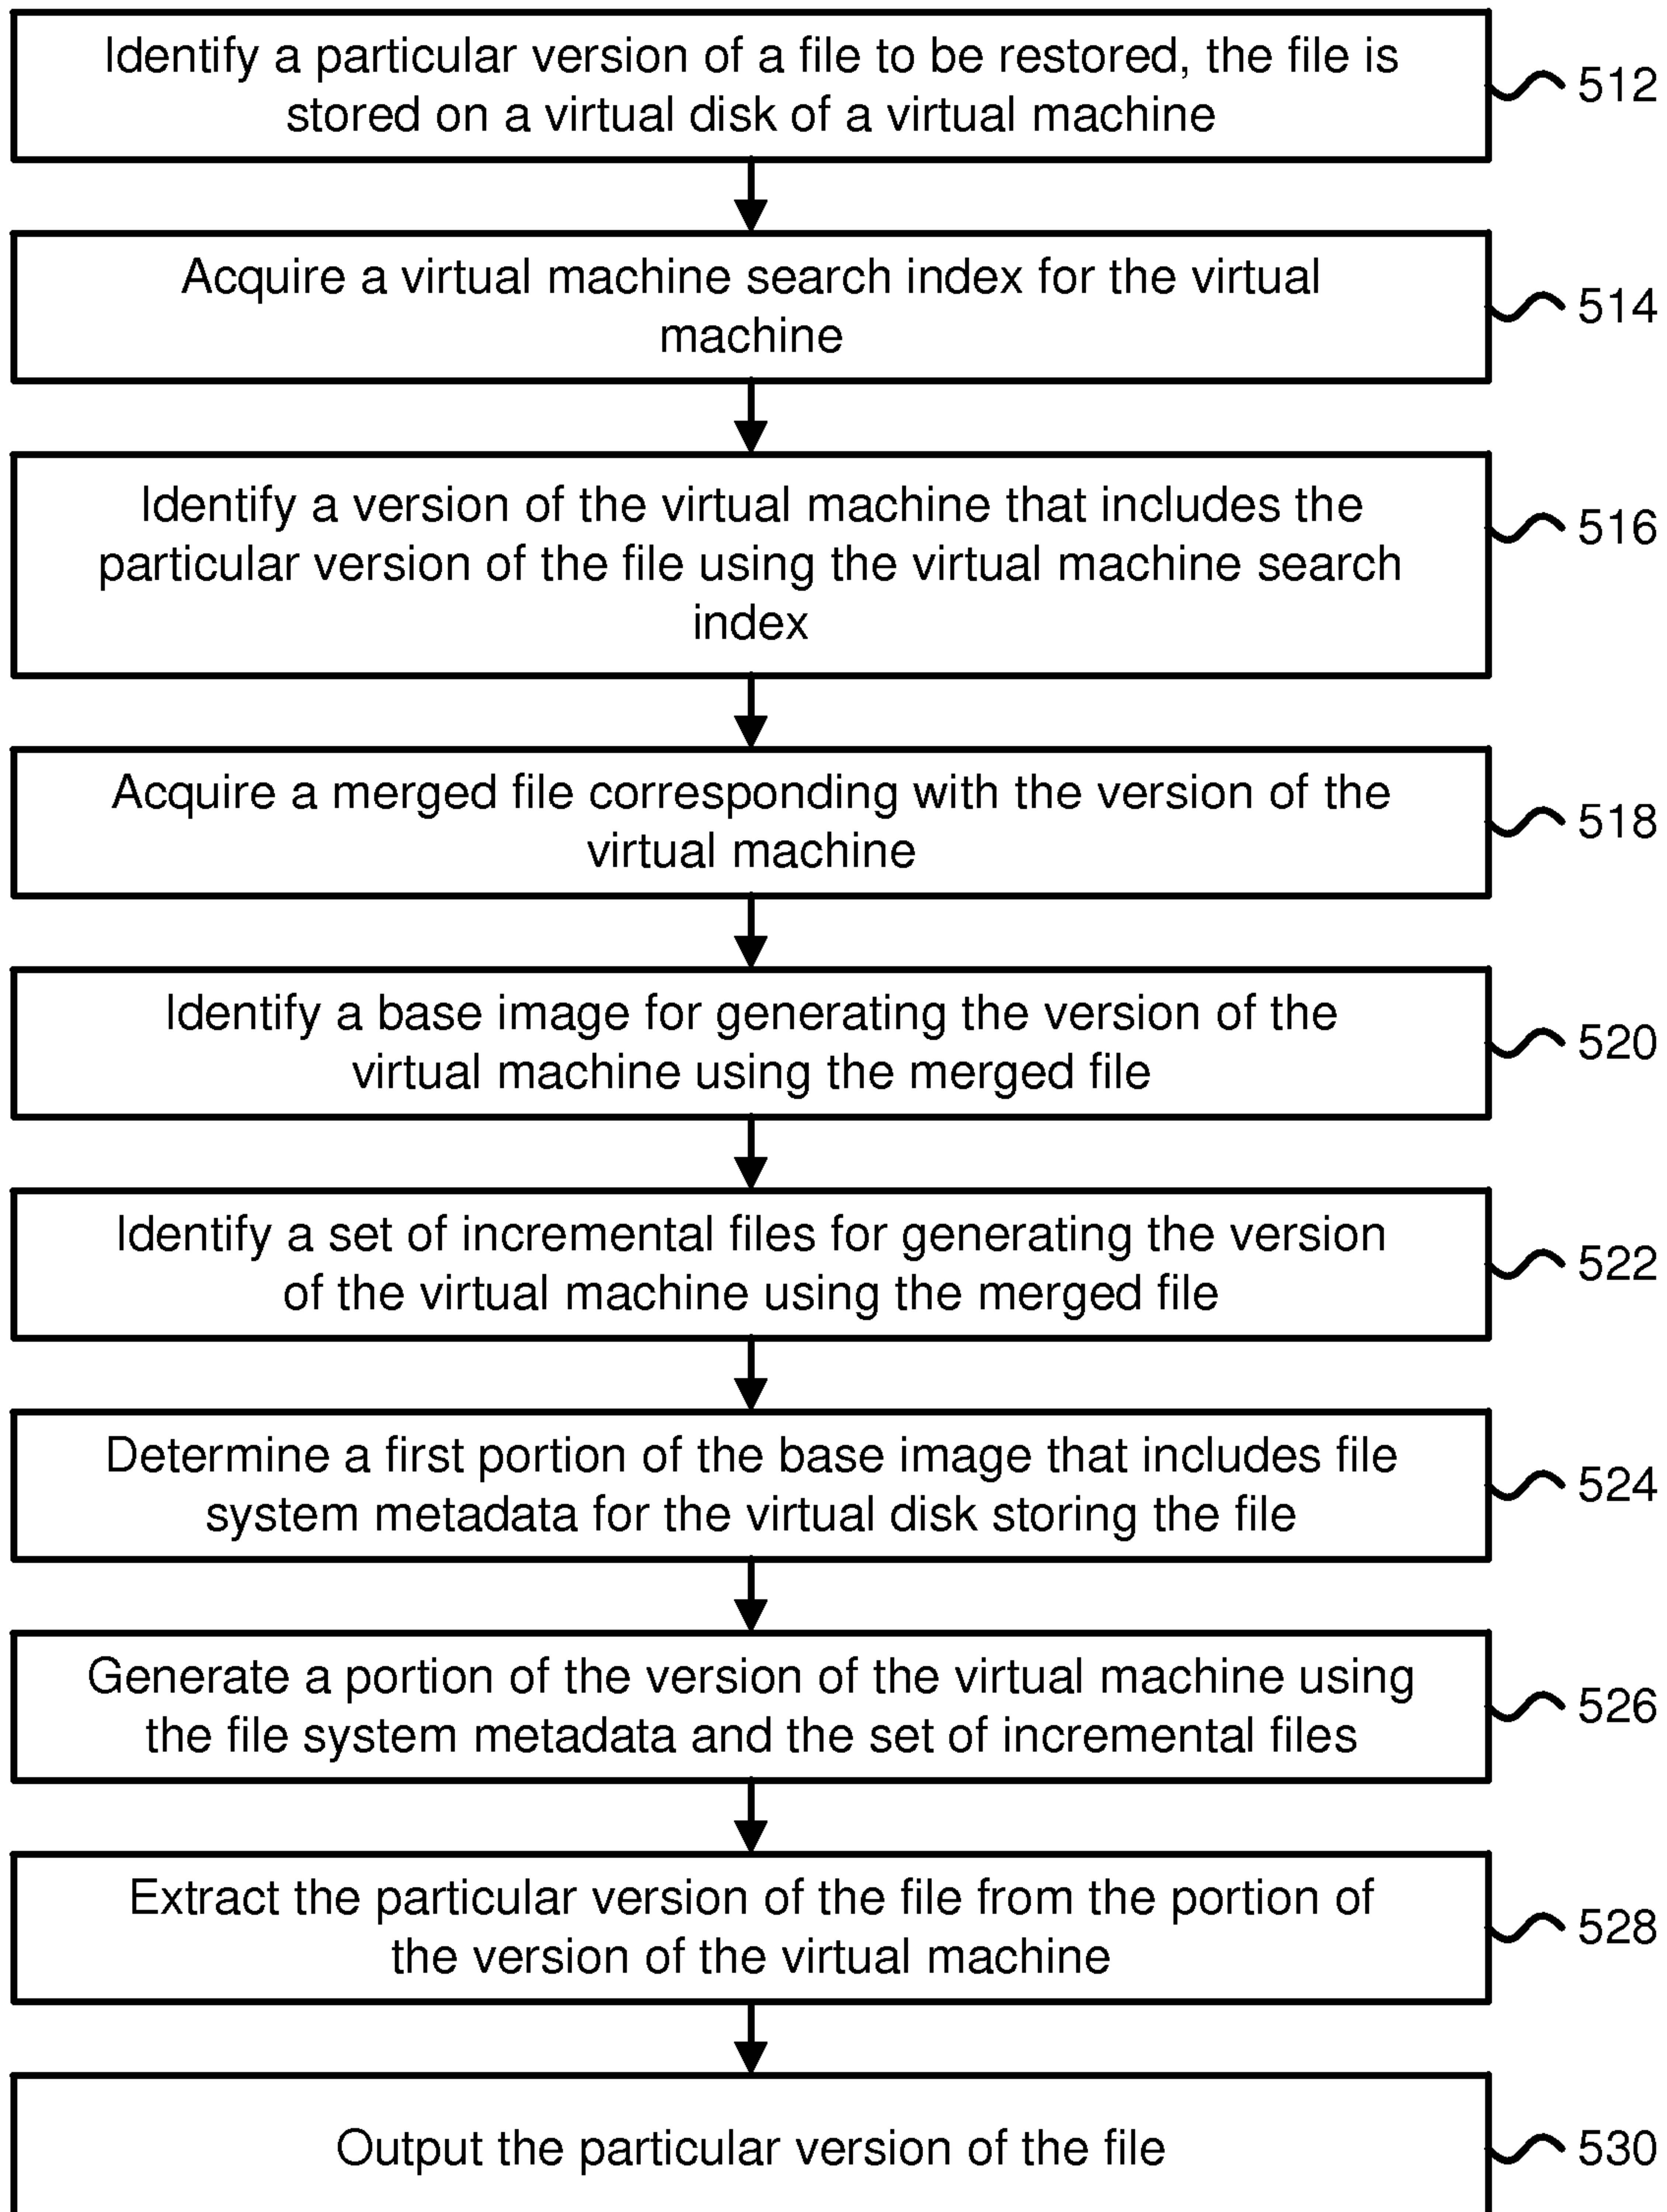 Identify a particular version of a file to be restored, the file is
stored on a virtual disk of a virtual machine
512
Acquire a virtual machine search index for the virtual
machine
514
Identify a version of the virtual machine that includes the
particular version of the file using the virtual machine search
index
516
Acquire a merged file corresponding with the version of the
virtual machine
518
Identify a base image for generating the version of the
virtual machine using the merged file
520
Identify a set of incremental files for generating the version
of the virtual machine using the merged file
522
Determine a first portion of the base image that includes file
system metadata for the virtual disk storing the file
524
Generate a portion of the version of the virtual machine using
the file system metadata and the set of incremental files
526
Extract the particular version of the file from the portion of
the version of the virtual machine
528
Output the particular version of the file
530